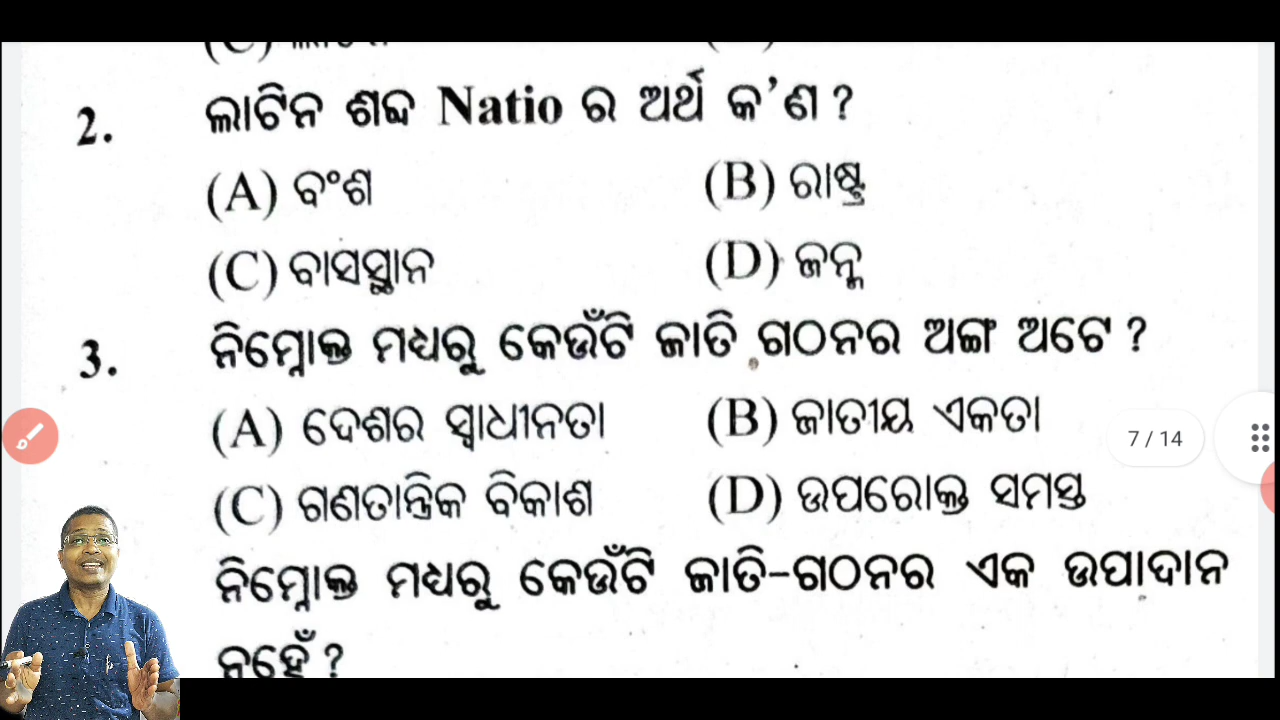 2. ଲାଟିନ ଶବ୍ଦ Natio ର ଅର୍ଥ କ'ଣ ?
(A) ବଂଶ (B) ରାଷ୍ଟ୍ର
(C) ବାସସ୍ଥାନ (D) ଜନ୍ମ
3. ନିମ୍ନୋକ୍ତ ମଧ୍ୟରୁ କେଉଁଟି ଜାତି ଗଠନର ଅଙ୍ଗ ଅଟେ ?
(A) ଦେଶର ସ୍ୱାଧୀନତା (B) ଜାତୀୟ ଏକତା
(C) ଗଣତାନ୍ତ୍ରିକ ବିକାଶ (D) ଉପରୋକ୍ତ ସମସ୍ତ
7 / 14
ନିମ୍ନୋକ୍ତ ମଧ୍ୟରୁ କେଉଁଟି ଜାତି-ଗଠନର ଏକ ଉପାଦାନ
ନହେଁ ?